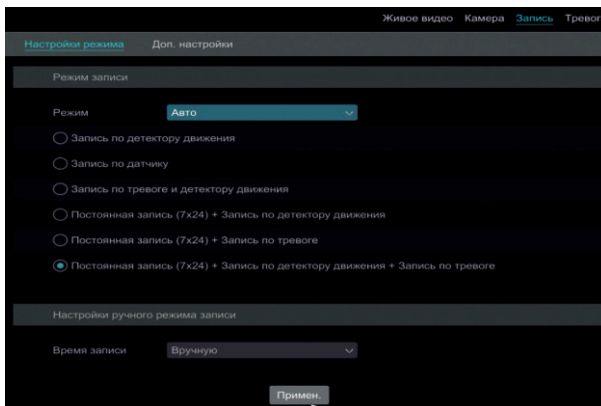 Живое видео Камера Запись Тревог
Настройки режима Доп. настройки
Режим записи
Режим Авто
Запись по детектору движения
Запись по датчику
Запись по тревоге и детектору движения
Постоянная запись (7x24) + Запись по детектору движения
Постоянная запись (7x24) + Запись по тревоге
Постоянная запись (7x24) + Запись по детектору движения + Запись по тревоге
Настройки ручного режима записи
Время записи Вручную
Примен.